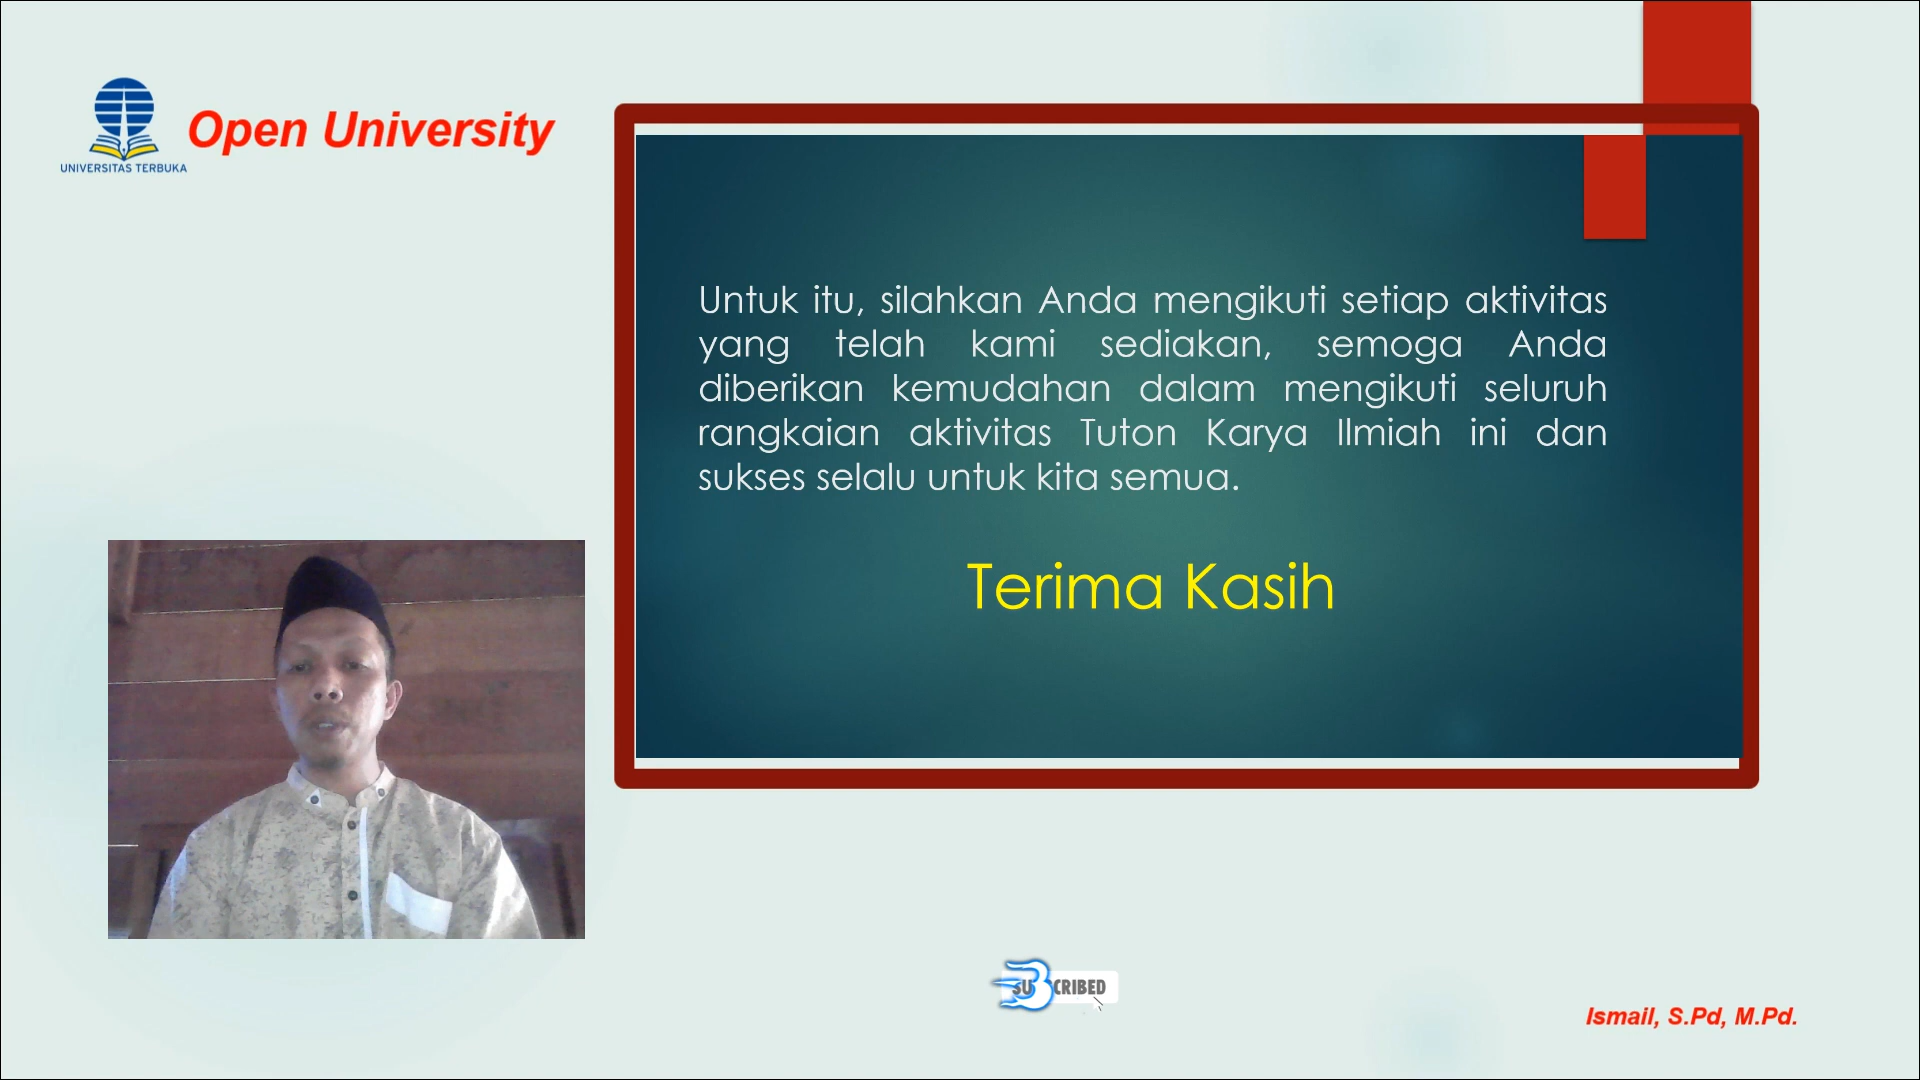 UNIVERSITAS TERBUKA
Open University
Untuk itu, silahkan Anda mengikuti setiap aktivitas
yang telah kami sediakan, semoga Anda
diberikan kemudahan dalam mengikuti seluruh
rangkaian aktivitas Tuton Karya Ilmiah ini dan
sukses selalu untuk kita semua.
Terima Kasih
SU CRIBED
Ismail, S.Pd, M.Pd.